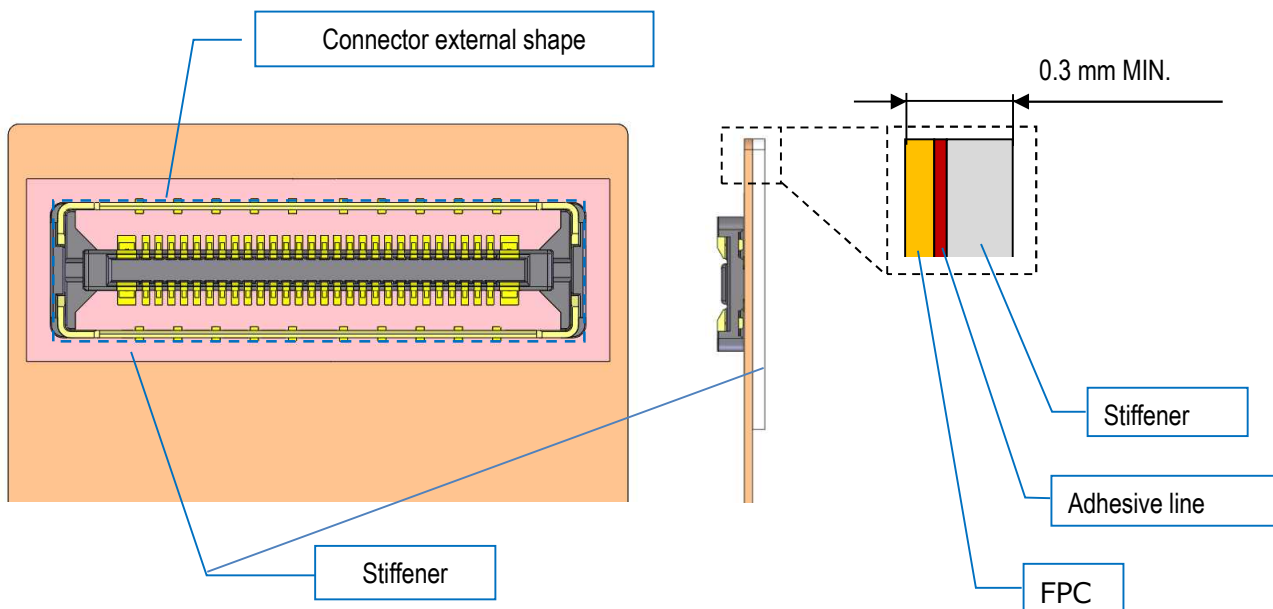 Connector external shape
0.3 mm MIN.
Stiffener
Adhesive line
Stiffener
FPC